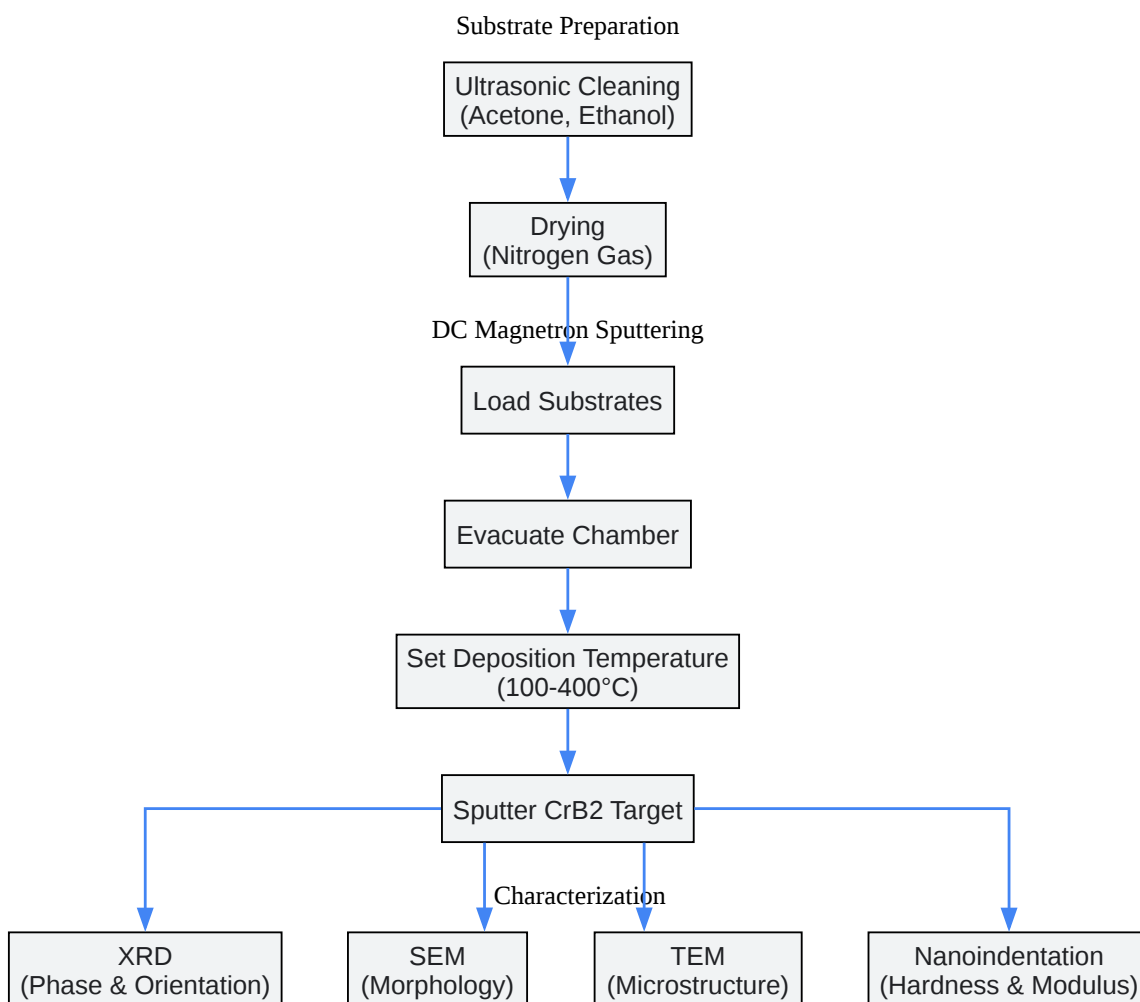 Substrate Preparation
Ultrasonic Cleaning
(Acetone, Ethanol)
Drying
(Nitrogen Gas)
DC Magnetron Sputtering
Load Substrates
Evacuate Chamber
Set Deposition Temperature
(100-400°C)
Sputter CrB2 Target
Characterization
XRD
(Phase & Orientation)
SEM
(Morphology)
TEM
(Microstructure)
Nanoindentation
(Hardness & Modulus)